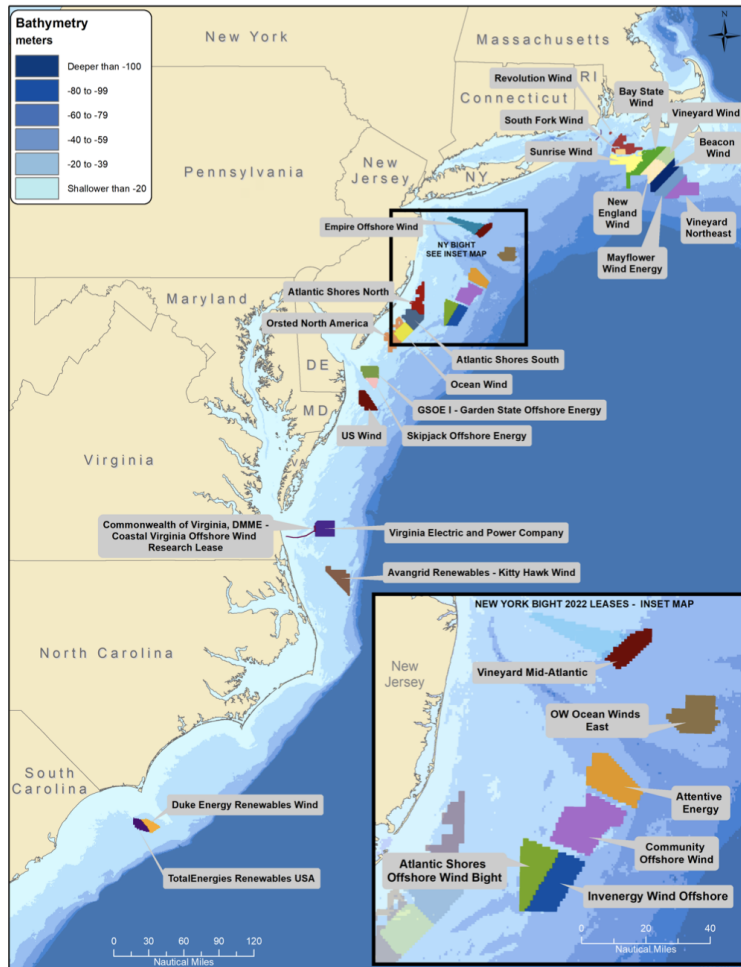 Bathymetry
meters
Deeper than -100
-80 to -99
-60 to -79
-40 to -59
-20 to -39
Shallower than -20
N
New York
Massachusetts
Revolution Wind
RI
Bay State
Wind
Connecticut
Vineyard Wind
South Fork Wind
Beacon
Wind
Sunrise Wind
Pennsylvania
New
Jersey
NY
New
England
Wind
Vineyard
Northeast
Mayflower
Wind Energy
Empire Offshore Wind
NY BIGHT
SEE INSET MAP
Maryland
Atlantic Shores North
Orsted North America
Atlantic Shores South
DE
Ocean Wind
GSOE I - Garden State Offshore Energy
MD
US Wind
Skipjack Offshore Energy
VA
Virginia
Commonwealth of Virginia, DMME -
Coastal Virginia Offshore Wind
Research Lease
Virginia Electric and Power Company
Avangrid Renewables - Kitty Hawk Wind
North Carolina
South
Carolina
Duke Energy Renewables Wind
TotalEnergies Renewables USA
0 30 60 120
Nautical Miles
NEW YORK BIGHT 2022 LEASES - INSET MAP
New
Jersey
Vineyard Mid-Atlantic
OW Ocean Winds
East
Attentive
Energy
Community
Offshore Wind
Atlantic Shores
Offshore Wind Bight
Invenergy Wind Offshore
0 20 40
Nautical Miles